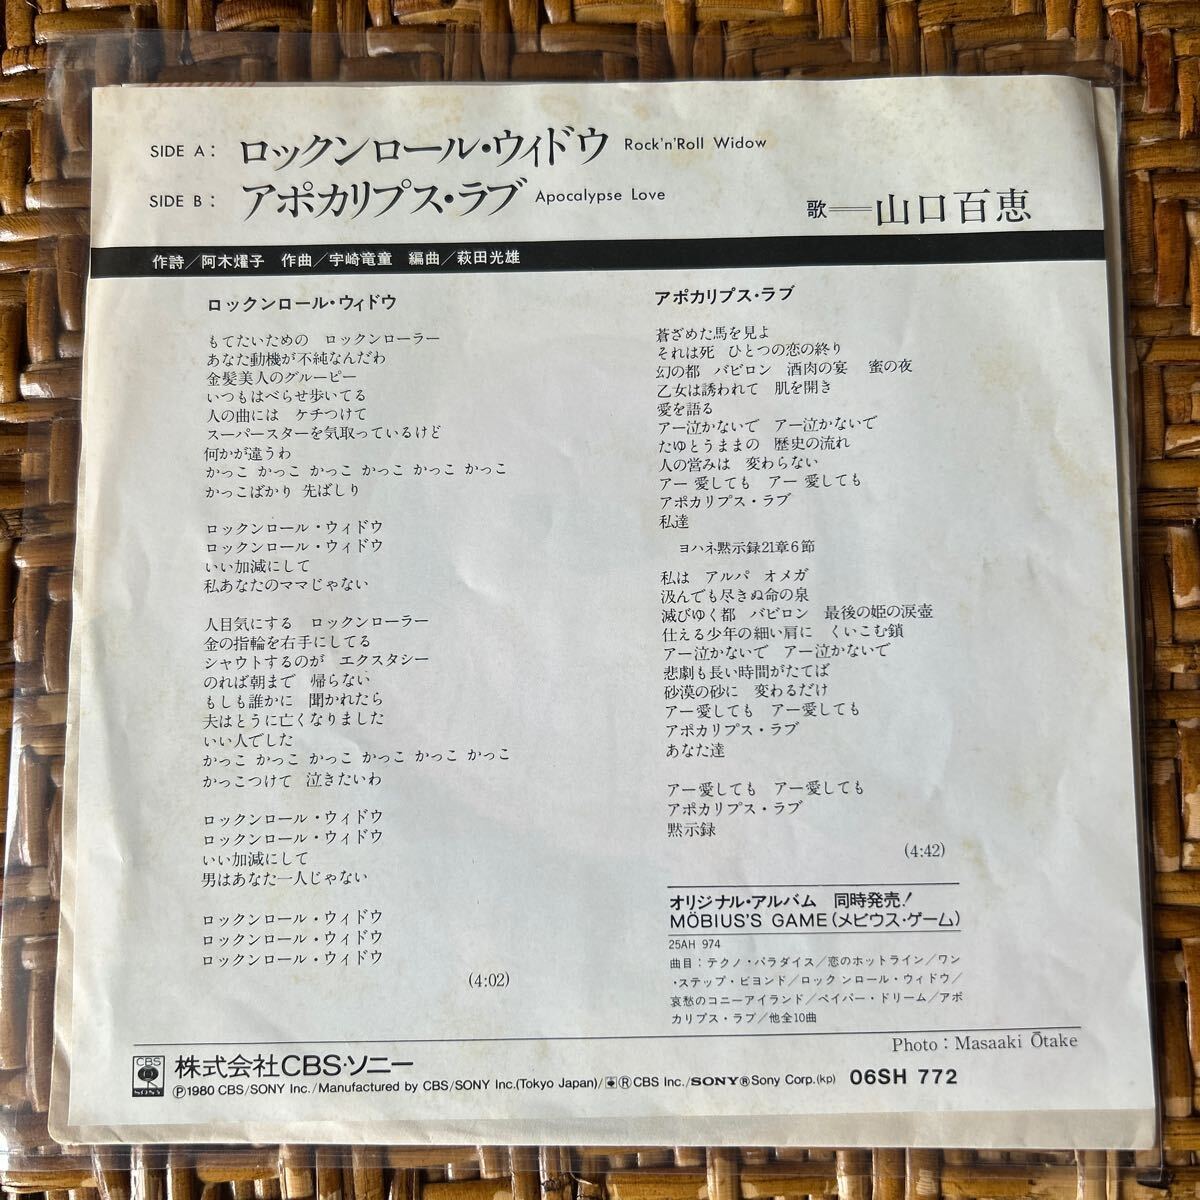 SIDE A: ロックンロール・ウィドウ Rock'n'Roll Widow
SIDE B: アポカリプス・ラブ Apocalypse Love
歌──山口百恵
作詩／阿木燿子 作曲／宇崎竜童 編曲／萩田光雄
ロックンロール・ウィドウ
もてたいための ロックンローラー
あなた動機が不純なんだわ
金髪美人のグルーピー
いつもはべらせ歩いてる
人の曲には ケチつけて
スーパースターを気取っているけど
何かが違うわ
かっこ かっこ かっこ かっこ かっこ かっこ
かっこばかり 先ばしり
ロックンロール・ウィドウ
ロックンロール・ウィドウ
いい加減にして
私あなたのママじゃない
人目気にする ロックンローラー
金の指輪を右手にしてる
シャウトするのが エクスタシー
のれば朝まで 帰らない
もしも誰かに 聞かれたら
夫はとうに亡くなりました
いい人でした
かっこ かっこ かっこ かっこ かっこ かっこ
かっこつけて 泣きたいわ
ロックンロール・ウィドウ
ロックンロール・ウィドウ
いい加減にして
男はあなた一人じゃない
ロックンロール・ウィドウ
ロックンロール・ウィドウ
ロックンロール・ウィドウ
(4:02)
アポカリプス・ラブ
蒼ざめた馬を見よ
それは死 ひとつの恋の終り
幻の都 バビロン 酒肉の宴 蜜の夜
乙女は誘われて 肌を開き
愛を語る
アー泣かないで アー泣かないで
たゆとうままの 歴史の流れ
人の営みは 変わらない
アー 愛しても アー 愛しても
アポカリプス・ラブ
私達
ヨハネ黙示録21章6節
私は アルパ オメガ
汲んでも尽きぬ命の泉
滅びゆく都 バビロン 最後の姫の涙壺
仕える少年の細い肩に くいこむ鎖
アー泣かないで アー泣かないで
悲劇も長い時間がたてば
砂漠の砂に 変わるだけ
アー愛しても アー愛しても
アポカリプス・ラブ
あなた達
アー愛しても アー愛しても
アポカリプス・ラブ
黙示録
(4:42)
オリジナル・アルバム 同時発売!
MÖBIUS'S GAME(メビウス・ゲーム)
25AH 974
曲目：テクノ・パラダイス／恋のホットライン／ワン
・ステップ・ビヨンド／ロックンロール・ウィドウ／
哀愁のコニーアイランド／ペイパー・ドリーム／アポ
カリプス・ラブ／他全10曲
Photo：Masaaki Ōtake
CBS SONY 株式会社CBS・ソニー
Ⓟ1980 CBS/SONY Inc./Manufactured by CBS/SONY Inc.(Tokyo Japan)/ ®CBS Inc./SONY®Sony Corp.(kp) 06SH 772